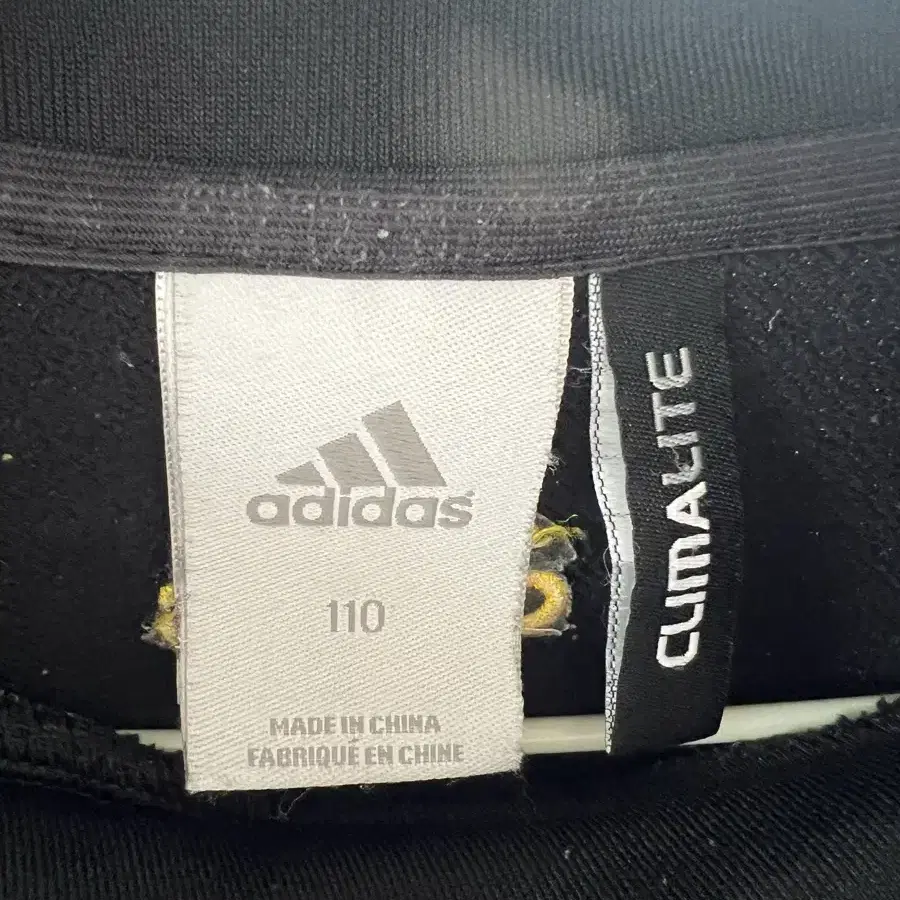 adidas
110
MADE IN CHINA
FABRIQUÉ EN CHINE
CLIMALITE